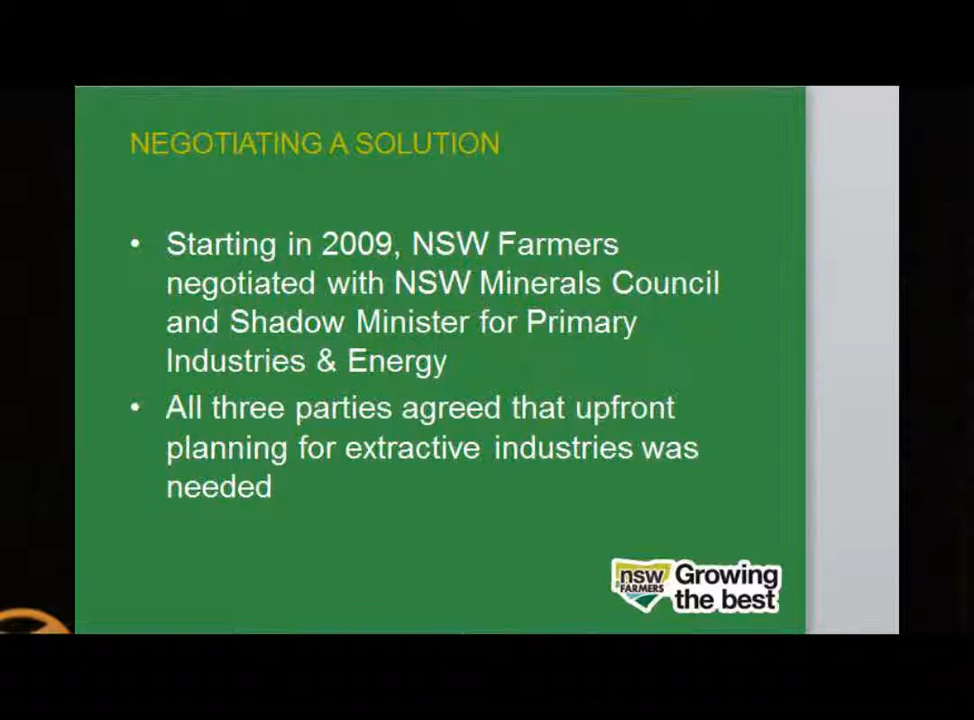 NEGOTIATING A SOLUTION
• Starting in 2009, NSW Farmers
negotiated with NSW Minerals Council
and Shadow Minister for Primary
Industries & Energy
• All three parties agreed that upfront
planning for extractive industries was
needed
nsw
FARMERS
Growing
the best